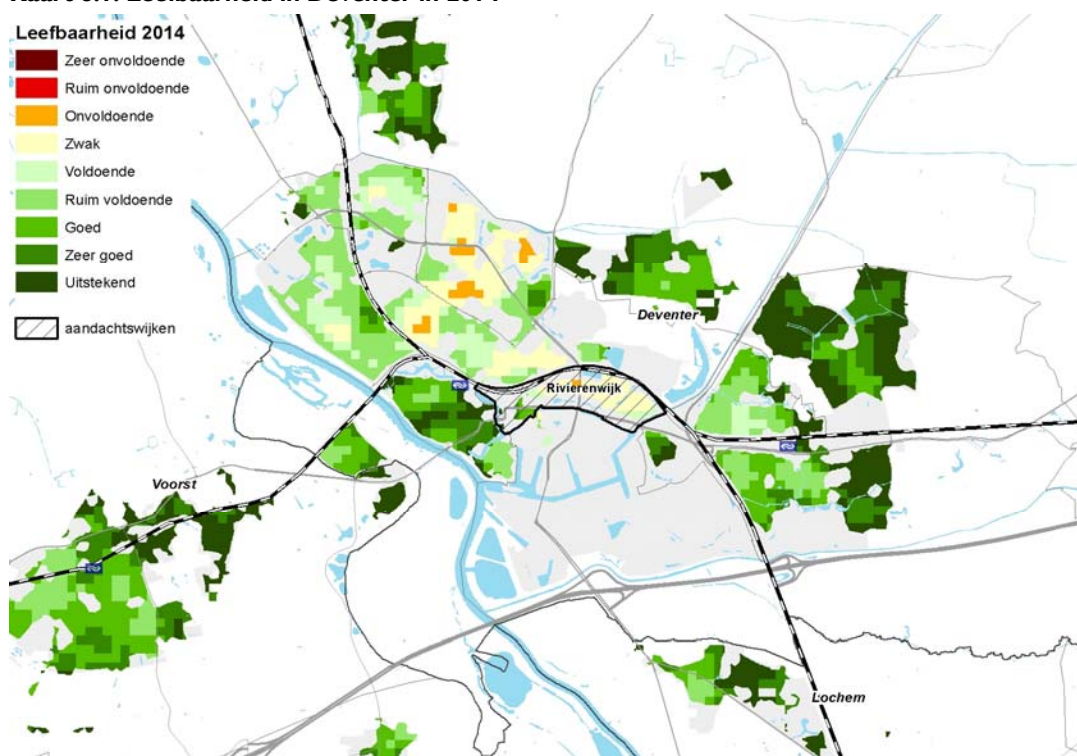 Leefbaarheid 2014
Zeer onvoldoende
Ruim onvoldoende
Onvoldoende
Zwak
Voldoende
Ruim voldoende
Goed
Zeer goed
Uitstekend
aandachtswijken
Deventer
Rivierenwijk
Voorst
Lochem